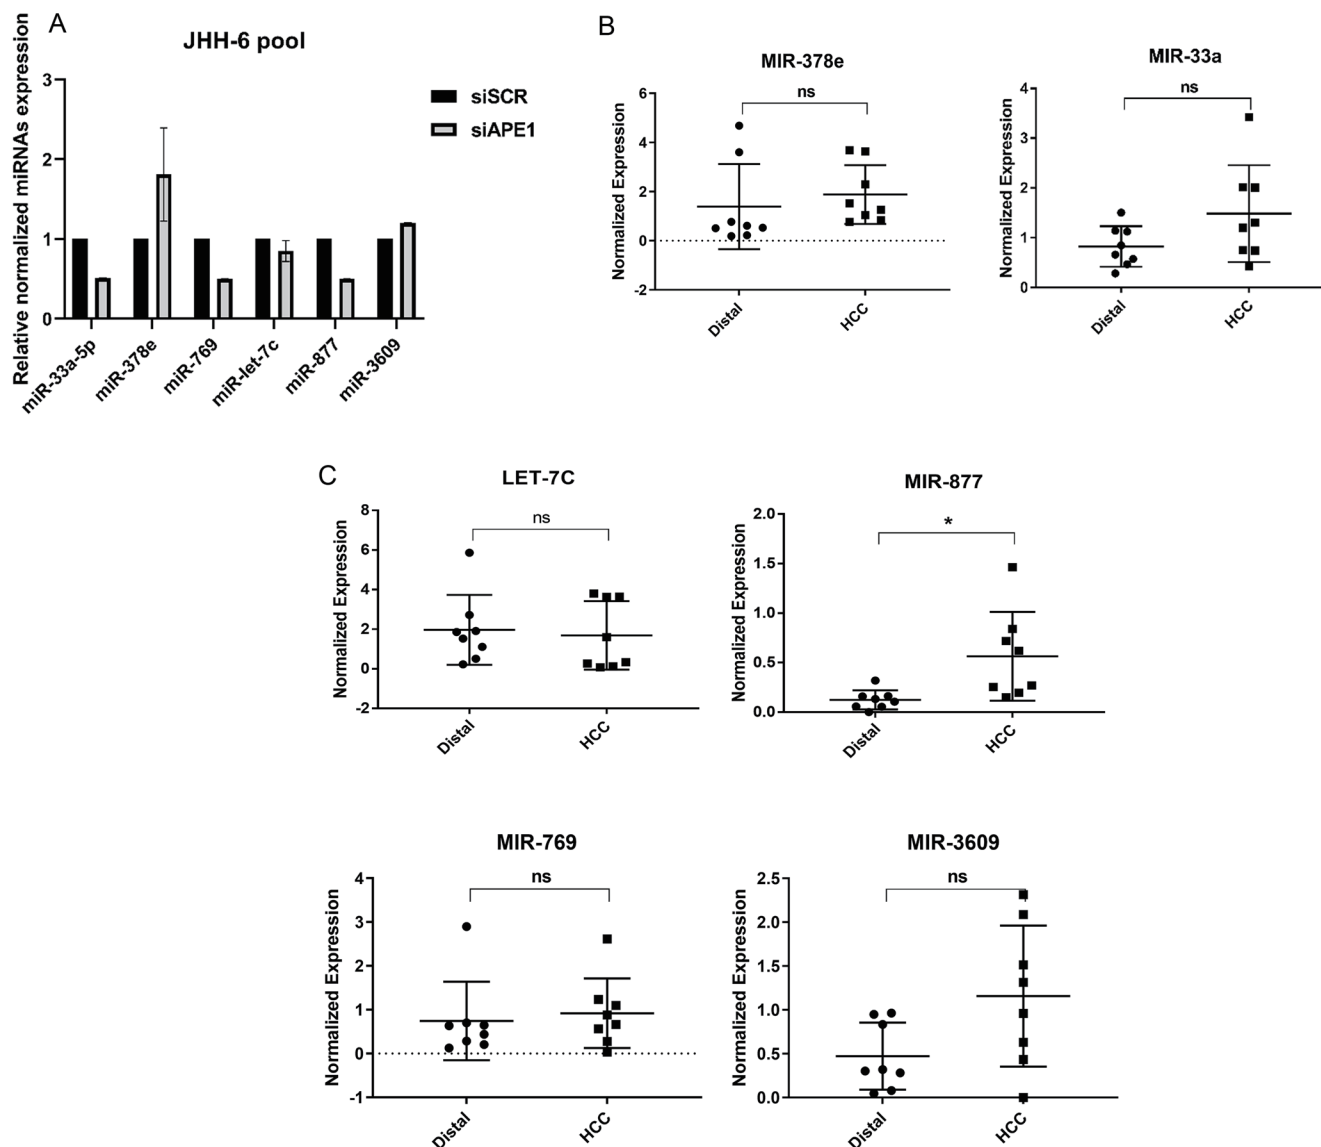 A
JHH-6 pool
Relative normalized miRNAs expression
3
2
1
0
siSCR
siAPE1
miR-33a-5p
miR-378e
miR-769
miR-let-7c
miR-877
miR-3609
B
MIR-378e
ns
Normalized Expression
6
4
2
0
-2
Distal
HCC
MIR-33a
ns
Normalized Expression
4
3
2
1
0
Distal
HCC
C
LET-7C
ns
Normalized Expression
8
6
4
2
0
-2
Distal
HCC
MIR-877
*
Normalized Expression
2.0
1.5
1.0
0.5
0.0
Distal
HCC
MIR-769
ns
Normalized Expression
4
3
2
1
0
-1
Distal
HCC
MIR-3609
ns
Normalized Expression
2.5
2.0
1.5
1.0
0.5
0.0
Distal
HCC